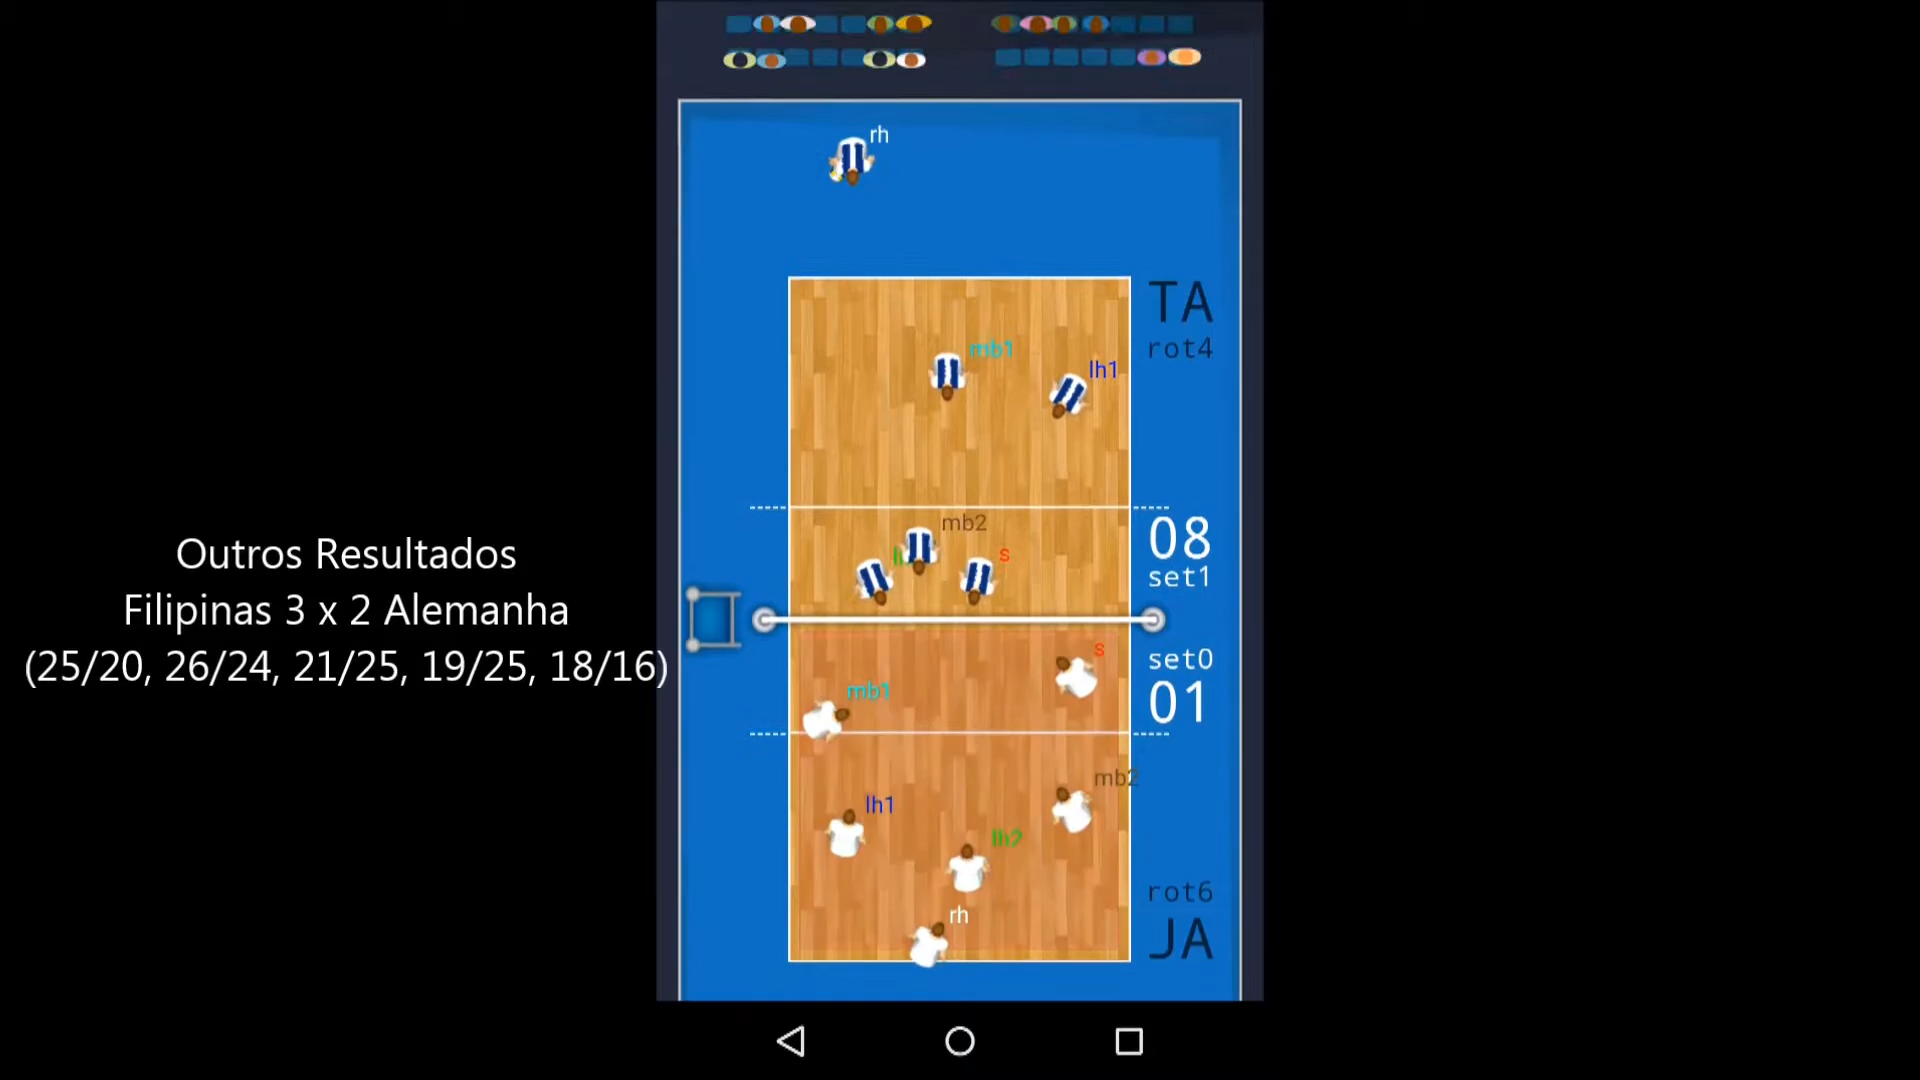 rh
TA
rot4
mb1
lh1
mb2
s
08
set1
Outros Resultados
Filipinas 3 x 2 Alemanha
(25/20, 26/24, 21/25, 19/25, 18/16)
s
set0
mb1
01
mb2
lh1
lh2
rot6
rh
JA